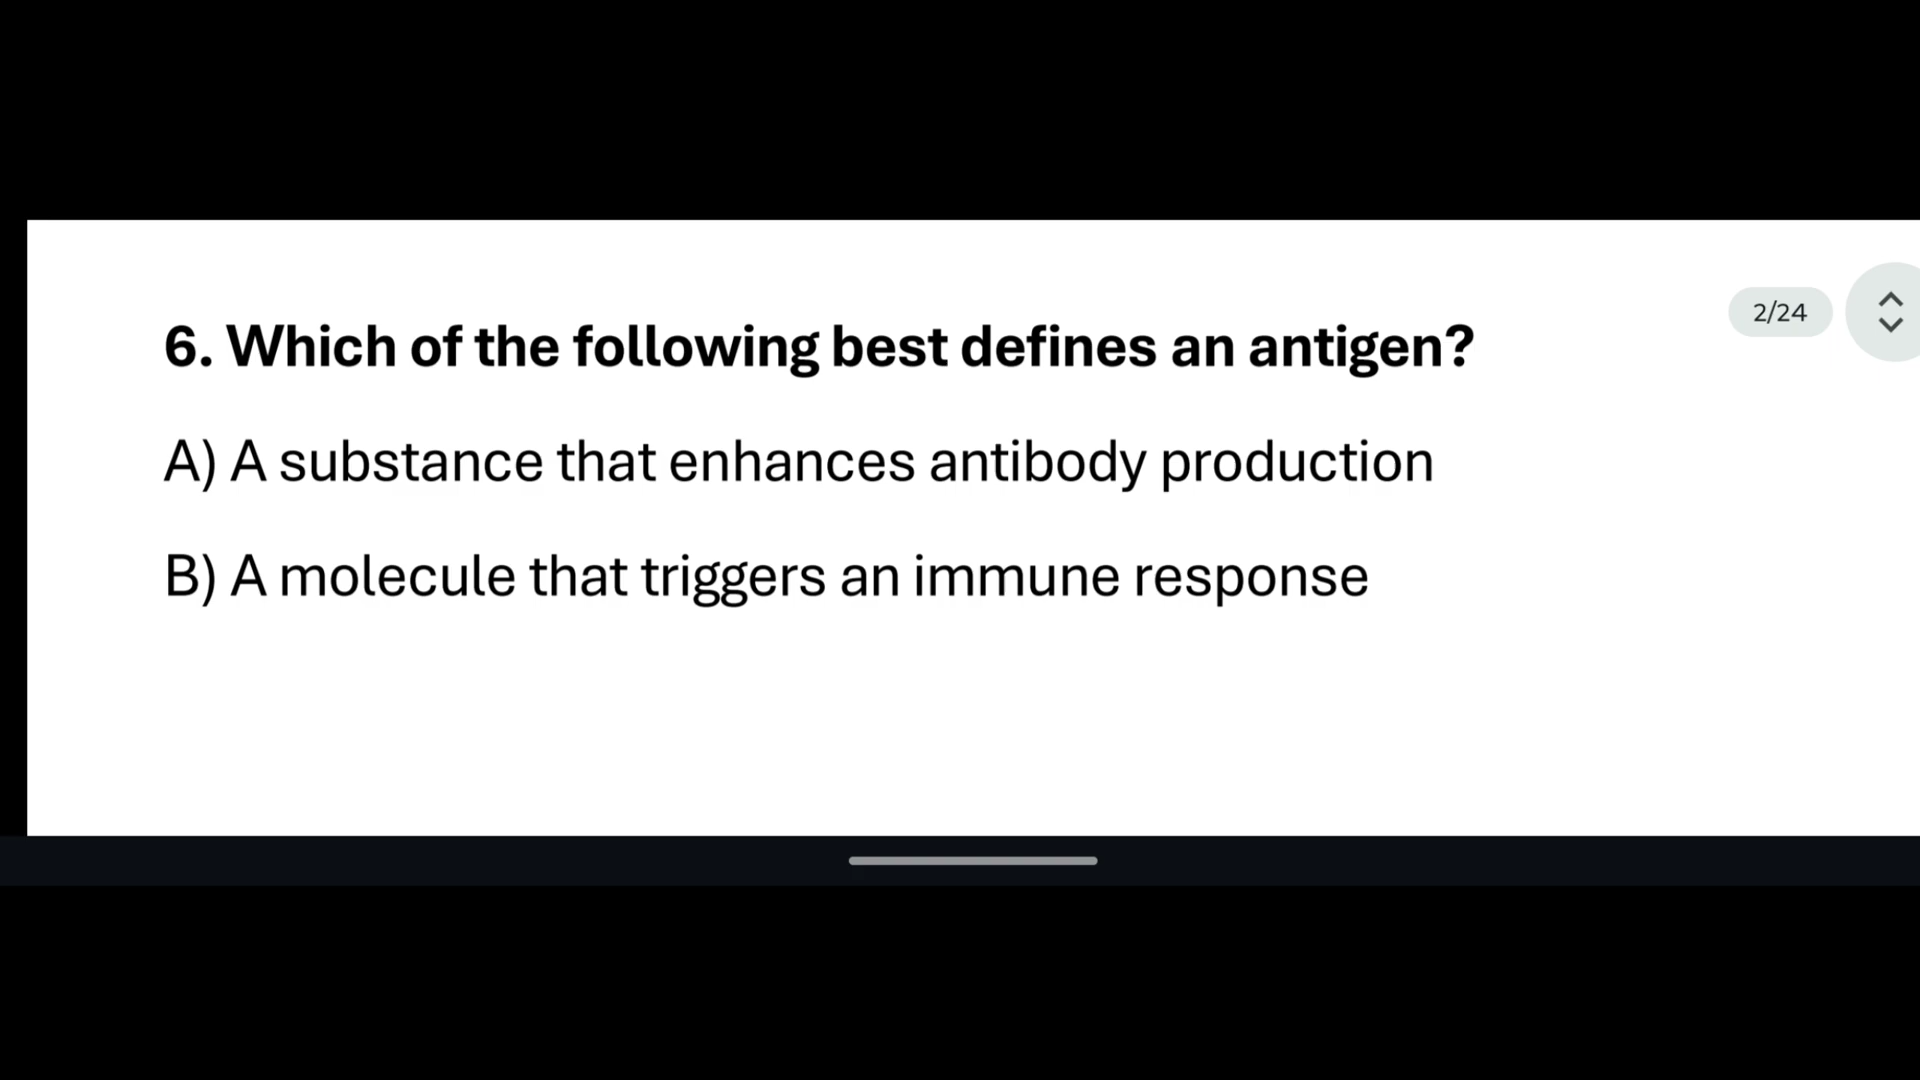 2/24
6. Which of the following best defines an antigen?
A) A substance that enhances antibody production
B) A molecule that triggers an immune response